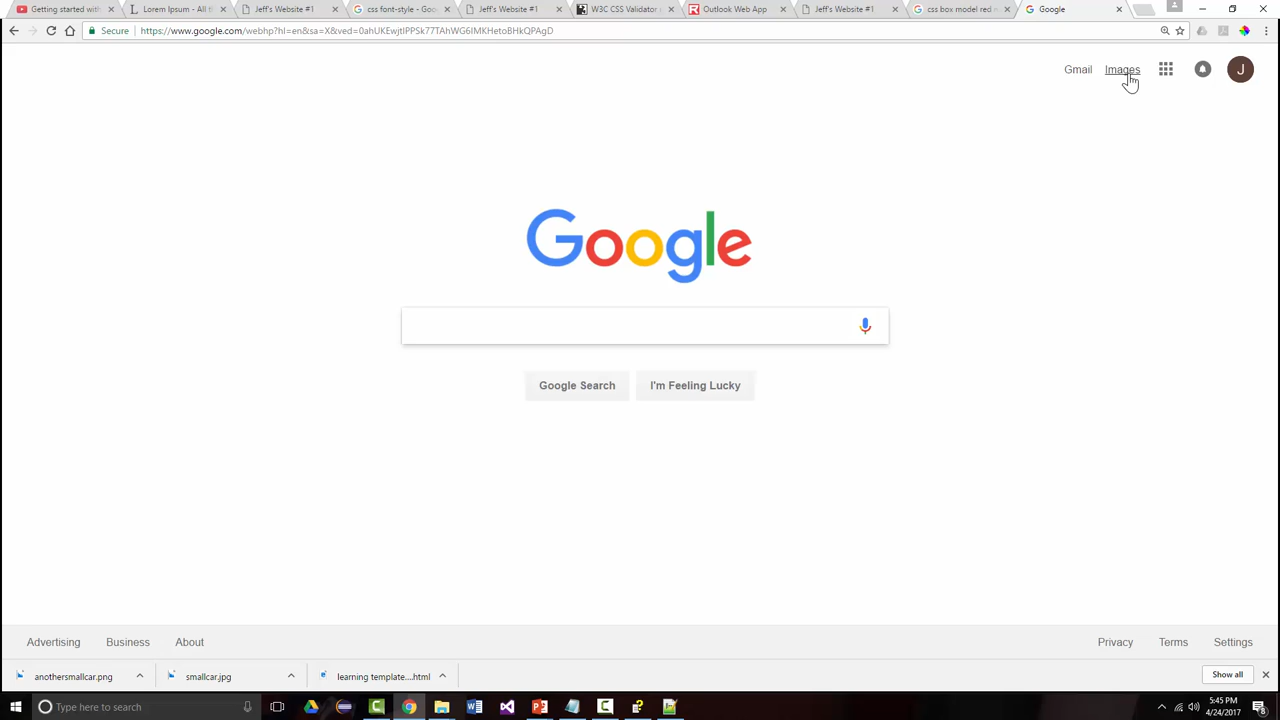 Getting started with
Lorem Ipsum - All t
Jeff's Website #1
css font-style - Goo
Jeff's Website #1
W3C CSS Validator
Outlook Web App
Jeff's Website #1
css box model red m
Google
Secure
https://www.google.com/webhp?hl=en&sa=X&ved=0ahUKEwjtlPPSk77TAhWG6IMKHetoBHkQPAgD
Gmail
Images
J
Google
Google Search
I'm Feeling Lucky
Advertising
Business
About
Privacy
Terms
Settings
anothersmallcar.png
smallcar.jpg
learning template....html
Show all
Type here to search
5:45 PM
4/24/2017
8